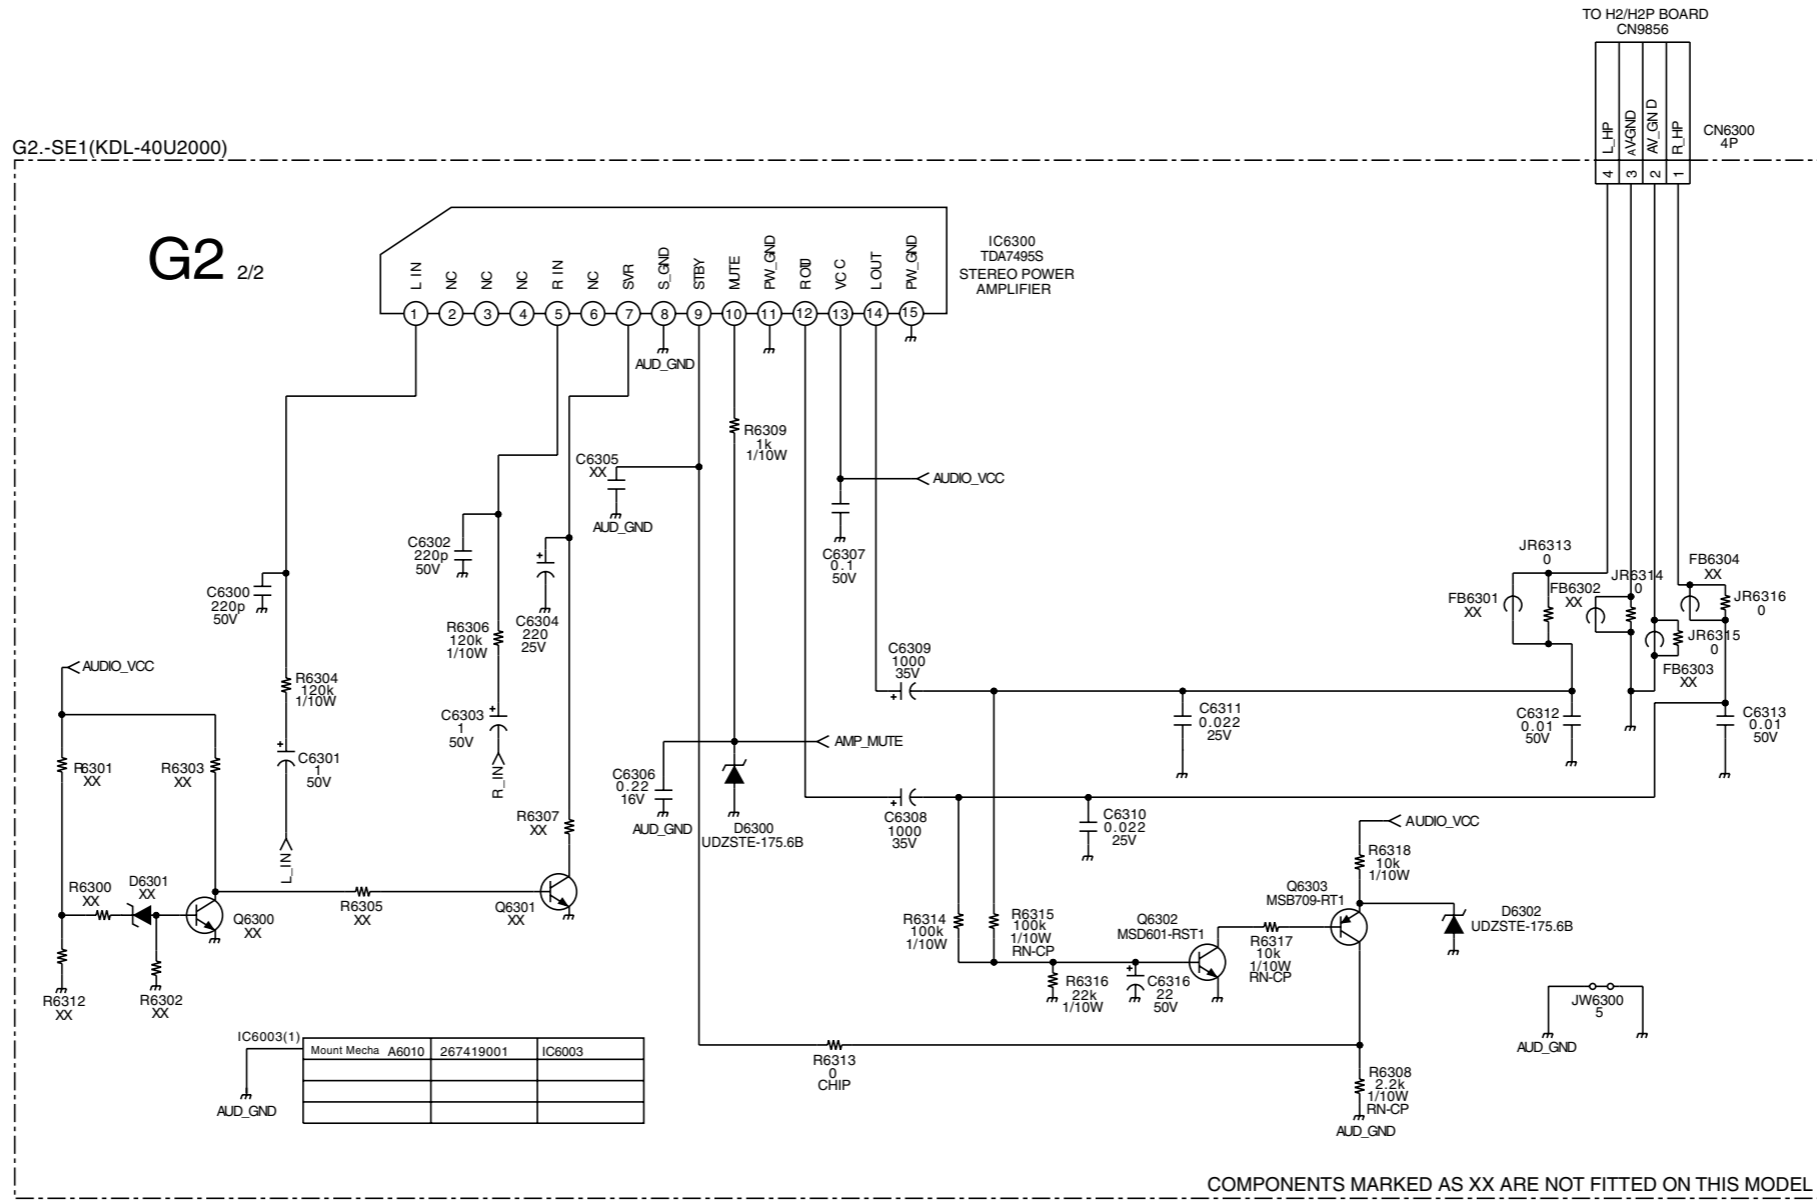 TO H2/H2P BOARD
CN9856
L_HP
AVGND
AV_GND
R_HP
4
3
2
1
CN6300
4P
G2.-SE1(KDL-40U2000)
G2 2/2
L IN
NC
NC
NC
R IN
NC
SVR
S_GND
STBY
MUTE
PW_GND
VCC
L OUT
PW_GND
1
2
3
4
5
6
7
8
9
10
11
12
13
14
15
IC6300
TDA7495S
STEREO POWER
AMPLIFIER
AUD_GND
R6309
1k
1/10W
C6305
XX
AUD_GND
AUDIO_VCC
C6307
0.1
50V
C6302
220p
50V
C6300
220p
50V
C6304
220
25V
R6306
120k
1/10W
JR6313
0
FB6301
XX
FB6302
XX
JR6314
0
FB6304
XX
JR6316
0
JR6315
0
FB6303
XX
AUDIO_VCC
R6304
120k
1/10W
C6303
1
50V
R_IN
C6301
1
50V
L_IN
C6309
1000
35V
C6311
0.022
25V
C6312
0.01
50V
C6313
0.01
50V
R6301
XX
R6303
XX
AMP_MUTE
C6306
0.22
16V
AUD_GND
D6300
UDZSTE-175.6B
C6308
1000
35V
C6310
0.022
25V
AUDIO_VCC
R6318
10k
1/10W
R6307
XX
R6300
XX
D6301
XX
Q6300
XX
R6305
XX
Q6301
XX
R6312
XX
R6302
XX
R6314
100k
1/10W
R6315
100k
1/10W
RN-CP
Q6302
MSD601-RST1
Q6303
MSB709-RT1
D6302
UDZSTE-175.6B
R6317
10k
1/10W
RN-CP
R6316
22k
1/10W
C6316
22
50V
JW6300
5
AUD_GND
IC6003(1)
Mount Mecha A6010 267419001 IC6003
AUD_GND
R6313
0
CHIP
R6308
2.2k
1/10W
RN-CP
AUD_GND
COMPONENTS MARKED AS XX ARE NOT FITTED ON THIS MODEL